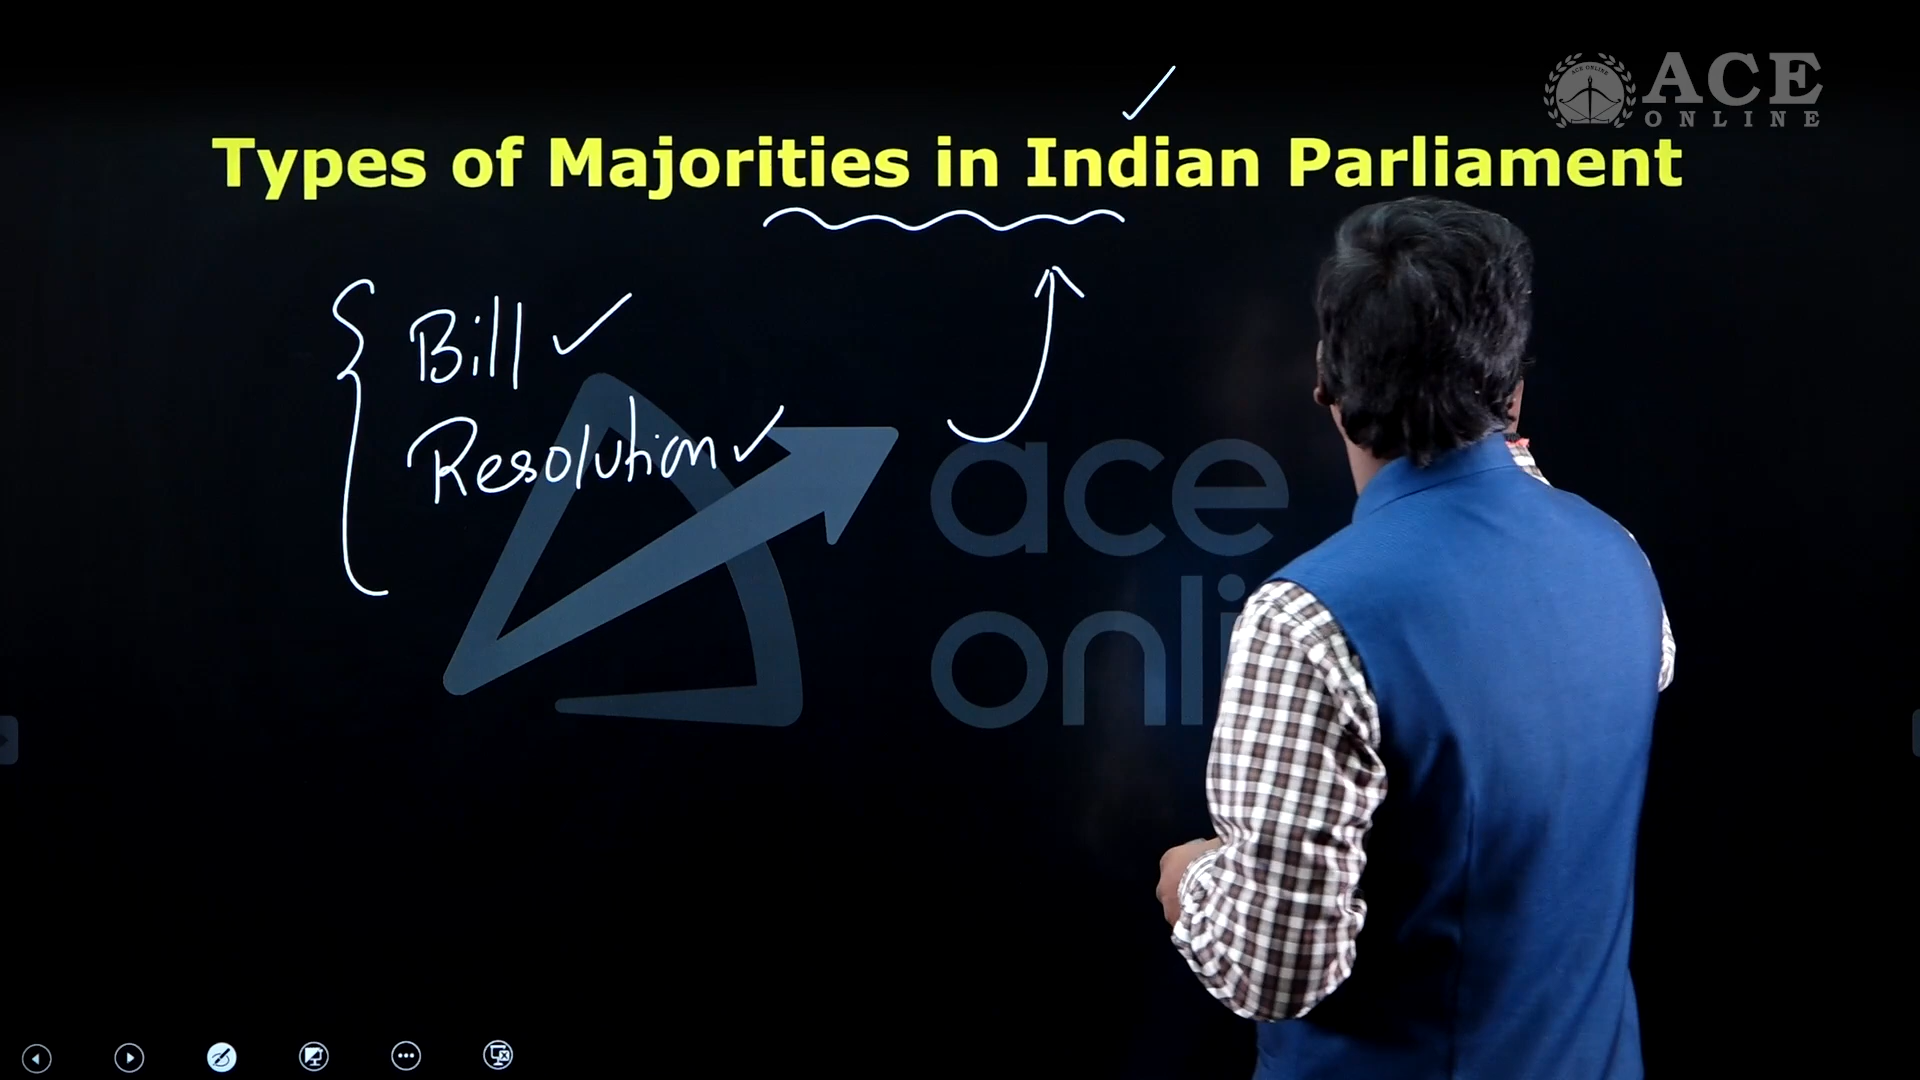 ACE
ONLINE
Types of Majorities in Indian Parliament
Bill
Resolution
ace
onli